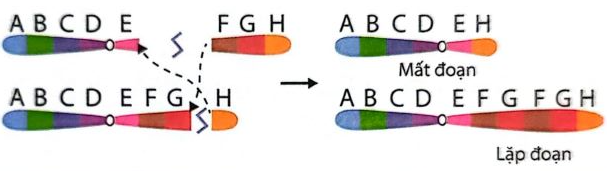 A B C D E F G H
A B C D E H
Mất đoạn
A B C D E F G H
A B C D E F G F G H
Lặp đoạn